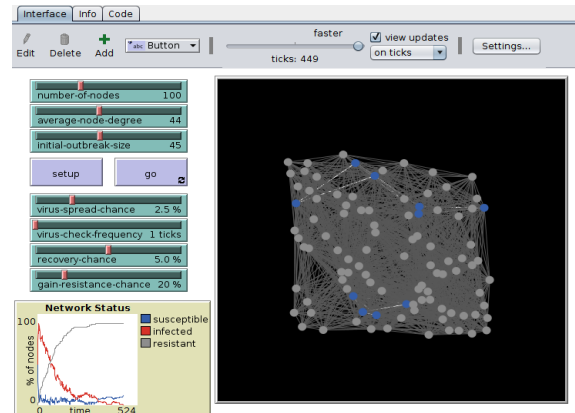 Interface Info Code
Edit Delete Add abc Button
faster
ticks: 449
view updates
on ticks
Settings...
number-of-nodes 100
average-node-degree 44
initial-outbreak-size 45
setup go
virus-spread-chance 2.5 %
virus-check-frequency 1 ticks
recovery-chance 5.0 %
gain-resistance-chance 20 %
Network Status
% of nodes
100
0
0 time 524
susceptible
infected
resistant